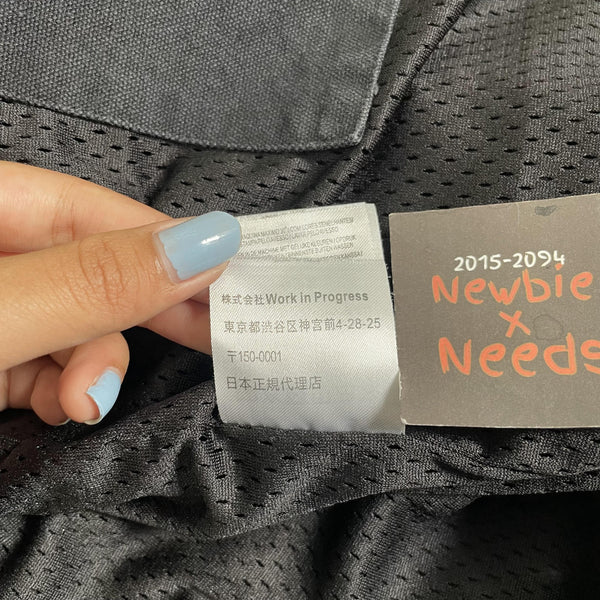 株式会社Work in Progress
東京都渋谷区神宮前4-28-25
〒150-0001
日本正規代理店
2015-2094
Newbie
x
Needs